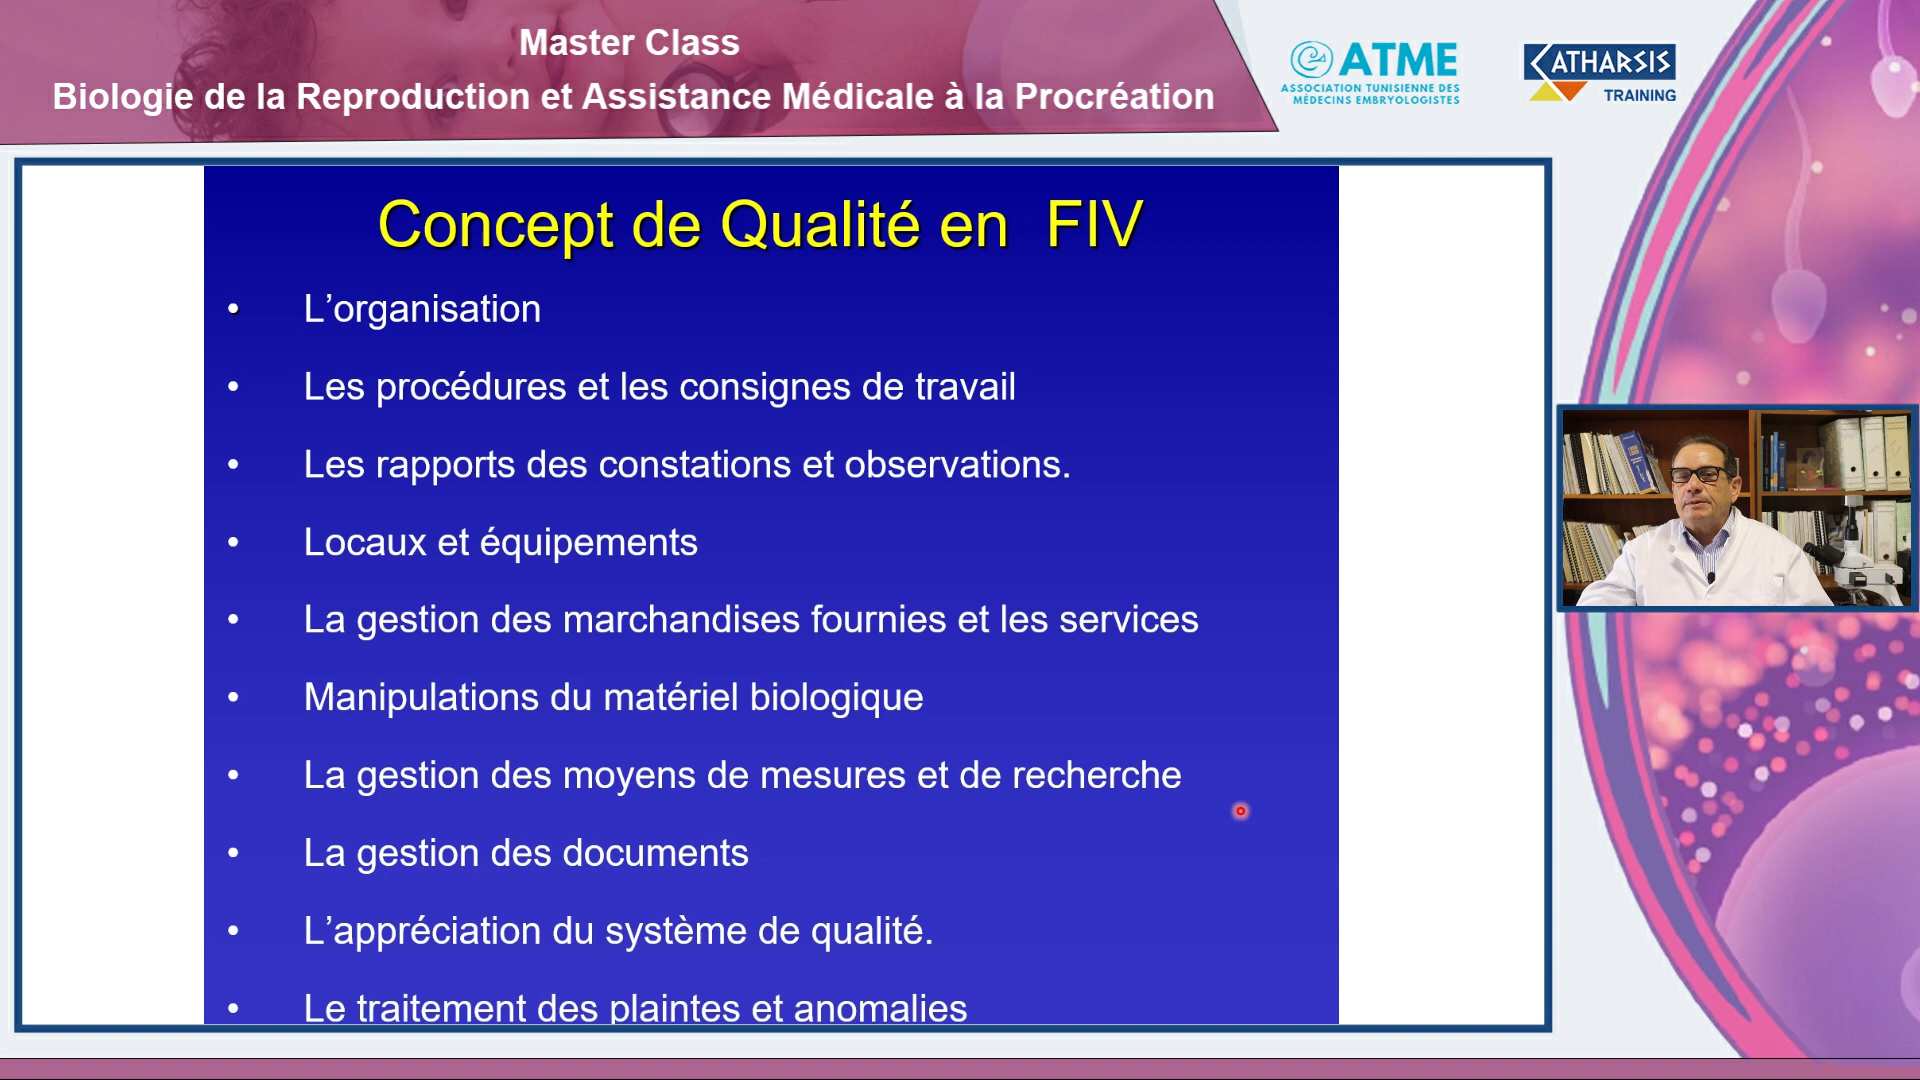 Master Class
Biologie de la Reproduction et Assistance Médicale à la Procréation
ATME
ASSOCIATION TUNISIENNE DES
MÉDECINS EMBRYOLOGISTES
CATHARSIS
TRAINING
Concept de Qualité en FIV
• L’organisation
• Les procédures et les consignes de travail
• Les rapports des constations et observations.
• Locaux et équipements
• La gestion des marchandises fournies et les services
• Manipulations du matériel biologique
• La gestion des moyens de mesures et de recherche
• La gestion des documents
• L’appréciation du système de qualité.
• Le traitement des plaintes et anomalies